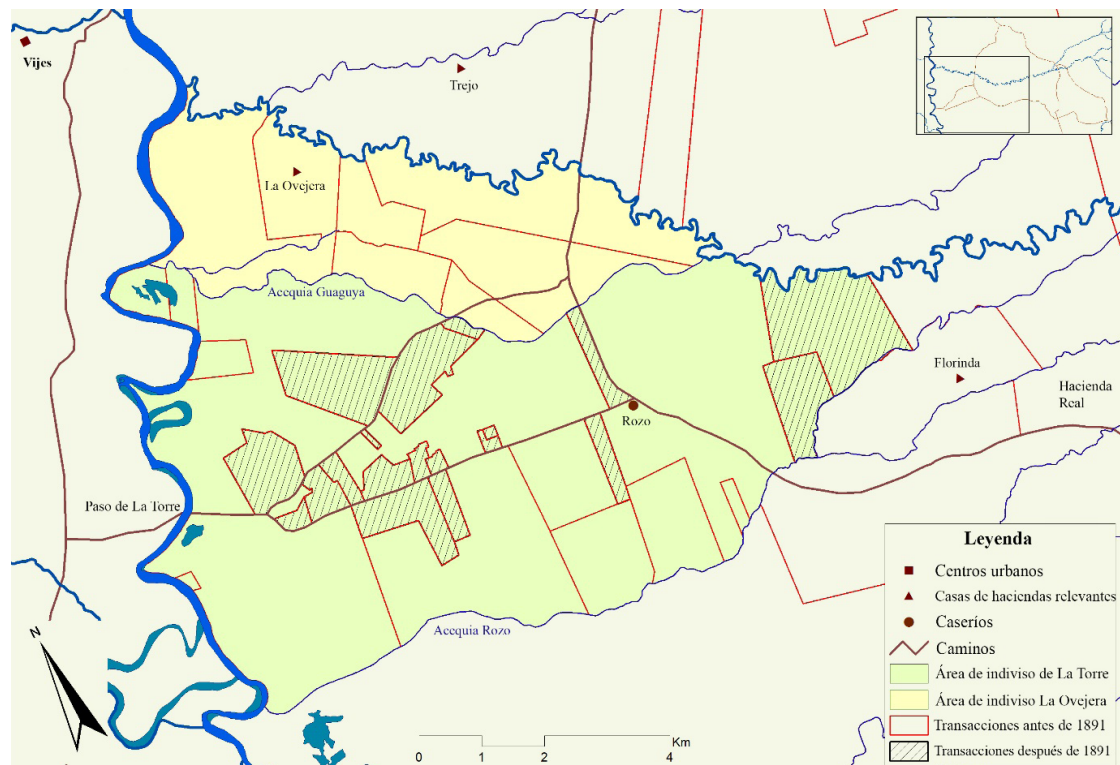 Vijes
Trejo
La Ovejera
Acequia Guaguya
Florinda
Hacienda
Real
Rozo
Paso de La Torre
Acequia Rozo
N
Leyenda
Centros urbanos
Casas de haciendas relevantes
Caseríos
Caminos
Área de indiviso de La Torre
Área de indiviso La Ovejera
Transacciones antes de 1891
Transacciones después de 1891
Km
0 1 2 4